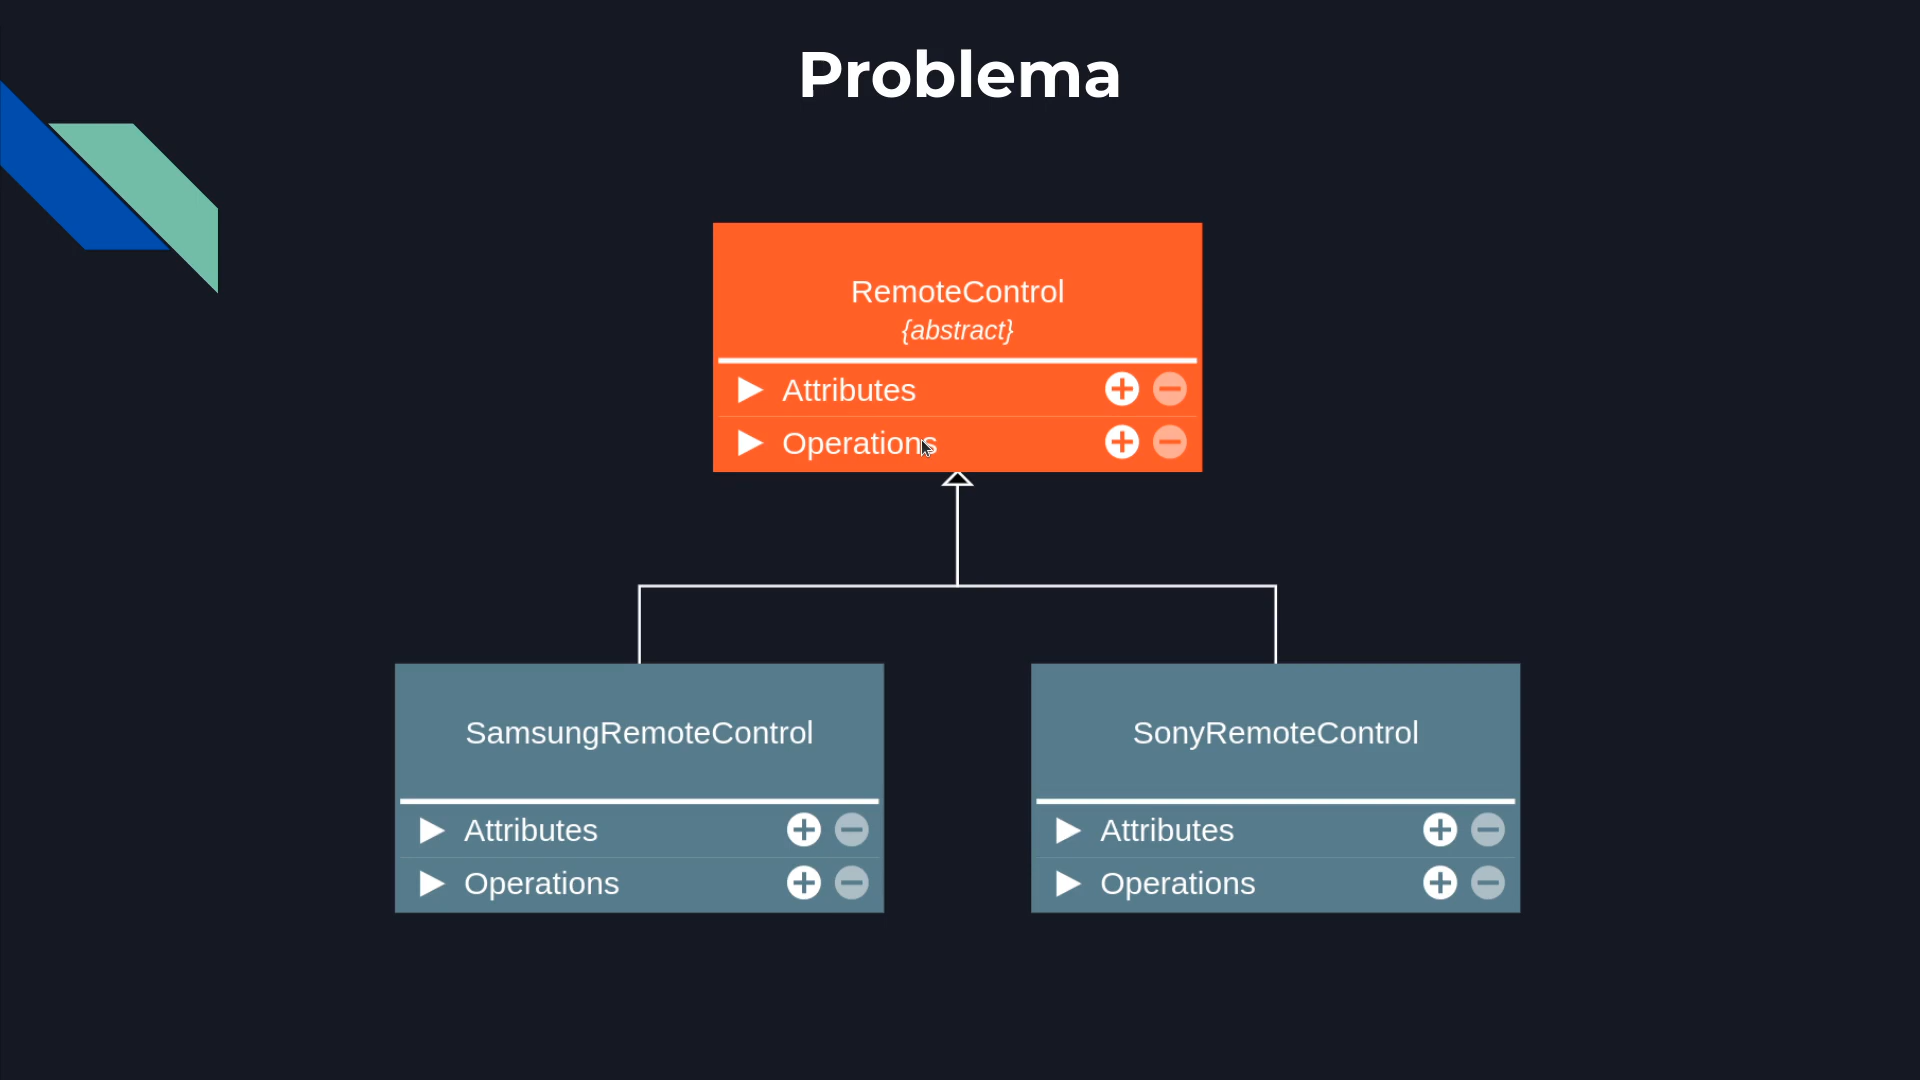 Problema
RemoteControl
{abstract}
Attributes
Operations
SamsungRemoteControl
Attributes
Operations
SonyRemoteControl
Attributes
Operations